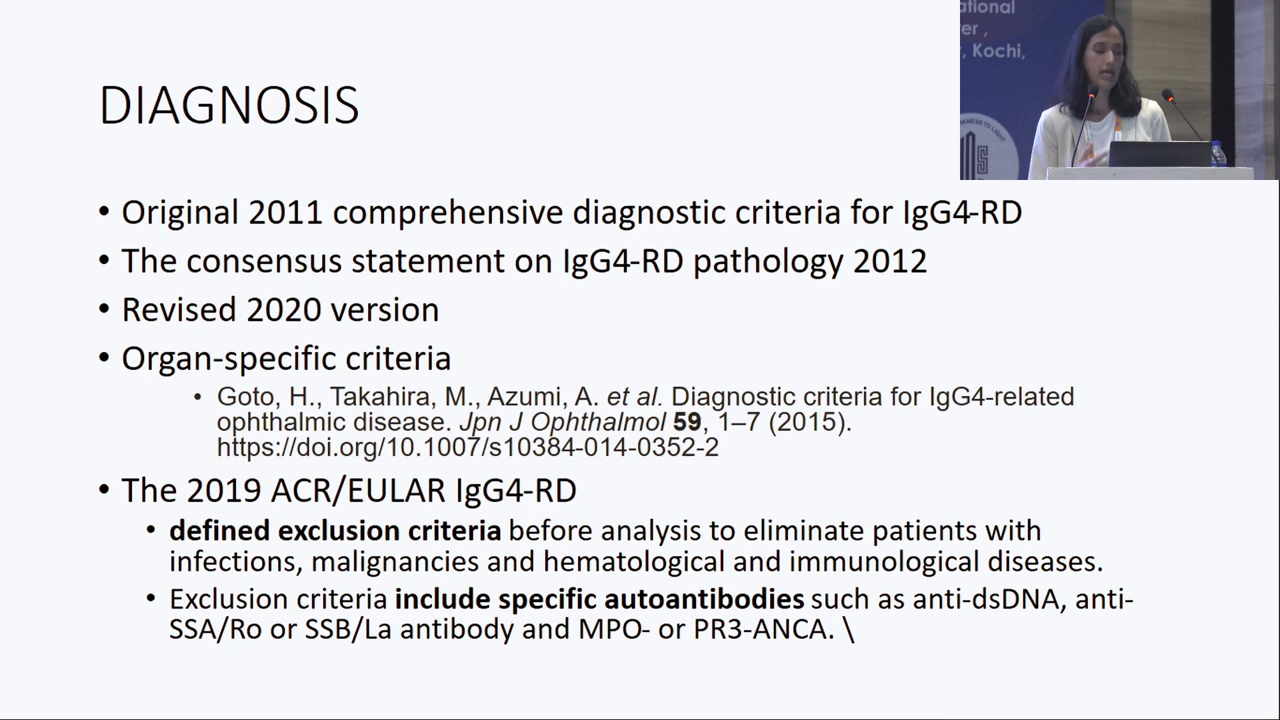 DIAGNOSIS
• Original 2011 comprehensive diagnostic criteria for IgG4-RD
• The consensus statement on IgG4-RD pathology 2012
• Revised 2020 version
• Organ-specific criteria
• Goto, H., Takahira, M., Azumi, A. et al. Diagnostic criteria for IgG4-related
ophthalmic disease. Jpn J Ophthalmol 59, 1–7 (2015).
https://doi.org/10.1007/s10384-014-0352-2
• The 2019 ACR/EULAR IgG4-RD
• defined exclusion criteria before analysis to eliminate patients with
infections, malignancies and hematological and immunological diseases.
• Exclusion criteria include specific autoantibodies such as anti-dsDNA, anti-
SSA/Ro or SSB/La antibody and MPO- or PR3-ANCA. \
Kochi,
TO LIGHT